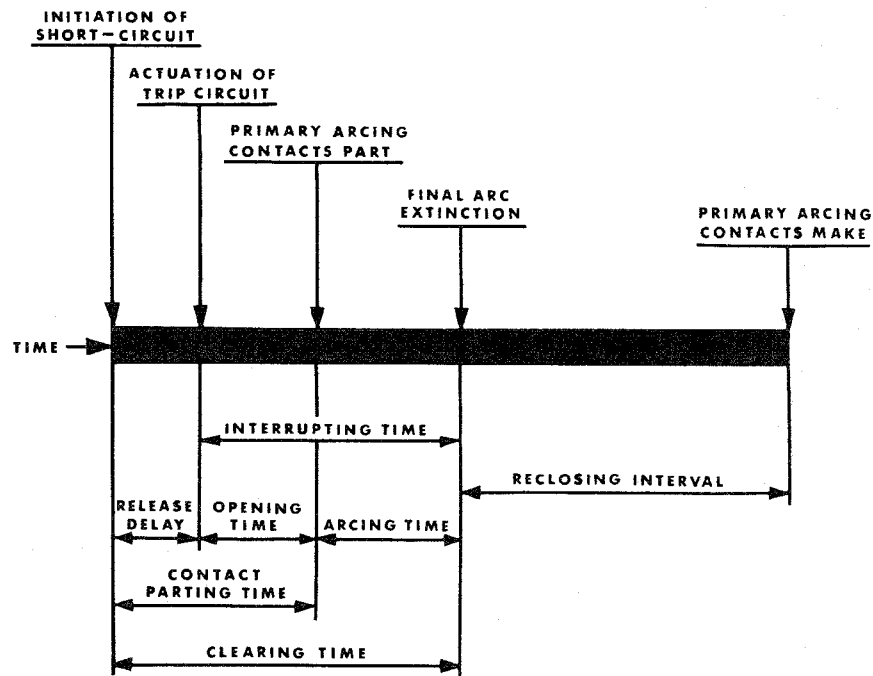 INITIATION OF
SHORT-CIRCUIT
ACTUATION OF
TRIP CIRCUIT
PRIMARY ARCING
CONTACTS PART
FINAL ARC
EXTINCTION
PRIMARY ARCING
CONTACTS MAKE
TIME
INTERRUPTING TIME
RECLOSING INTERVAL
RELEASE
DELAY
OPENING
TIME
ARCING TIME
CONTACT
PARTING TIME
CLEARING TIME